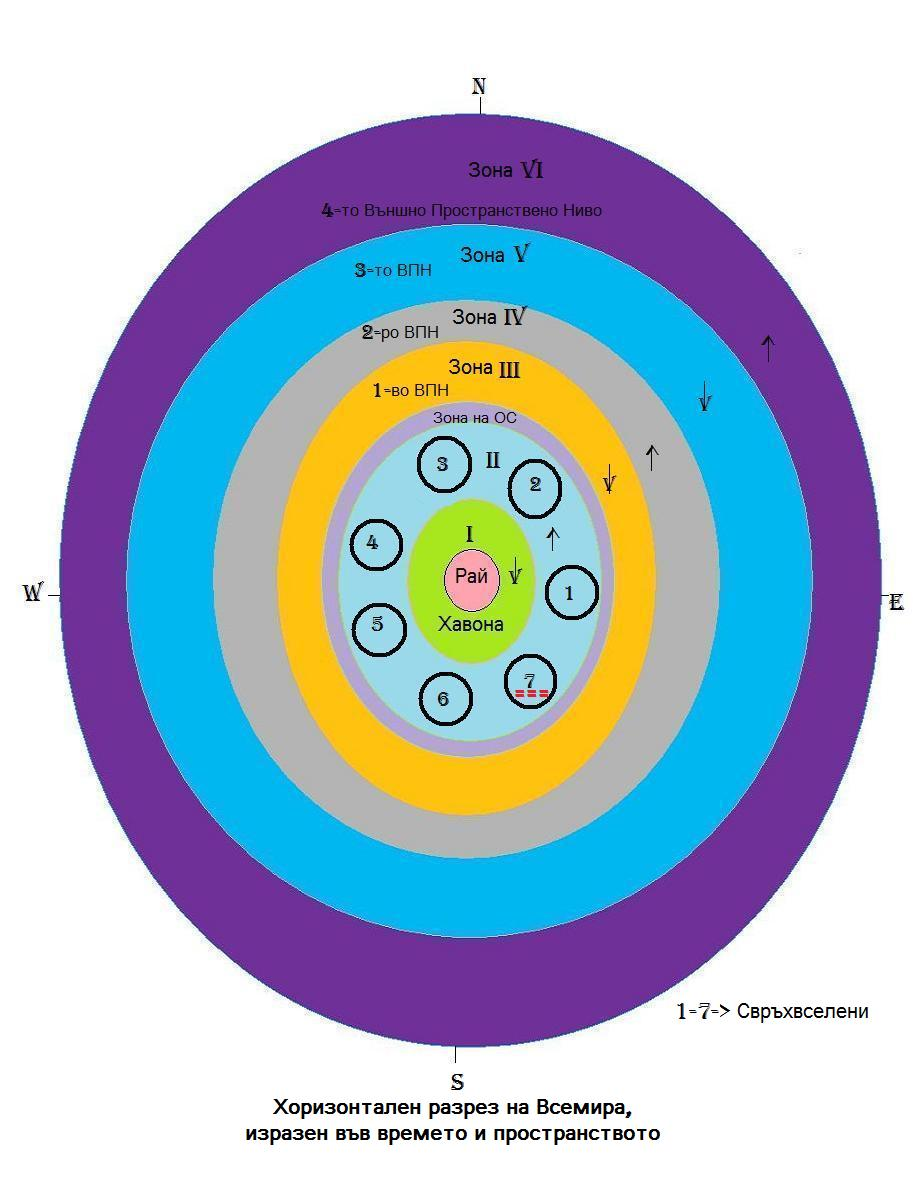 N
Зона VI
4-то Външно Пространствено Ниво
Зона V
3-то ВПН
Зона IV
2-ро ВПН
Зона III
1-во ВПН
Зона на ОС
3
II
2
4
I
Рай
1
W
E
Хавона
5
7
6
1-7-> Свръхвселени
S
Хоризонтален разрез на Всемира,
изразен във времето и пространството